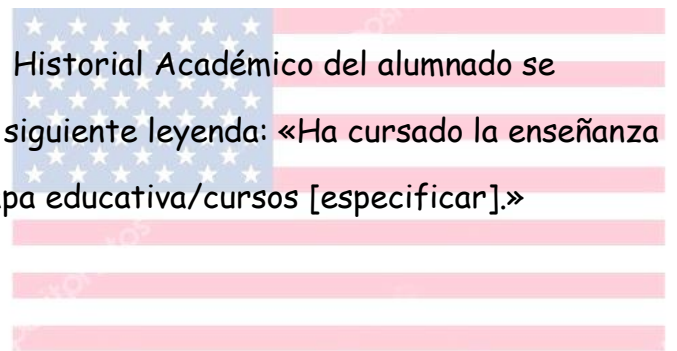 Historial Académico del alumnado se
siguiente leyenda: «Ha cursado la enseñanza
pa educativa/cursos [especificar].»